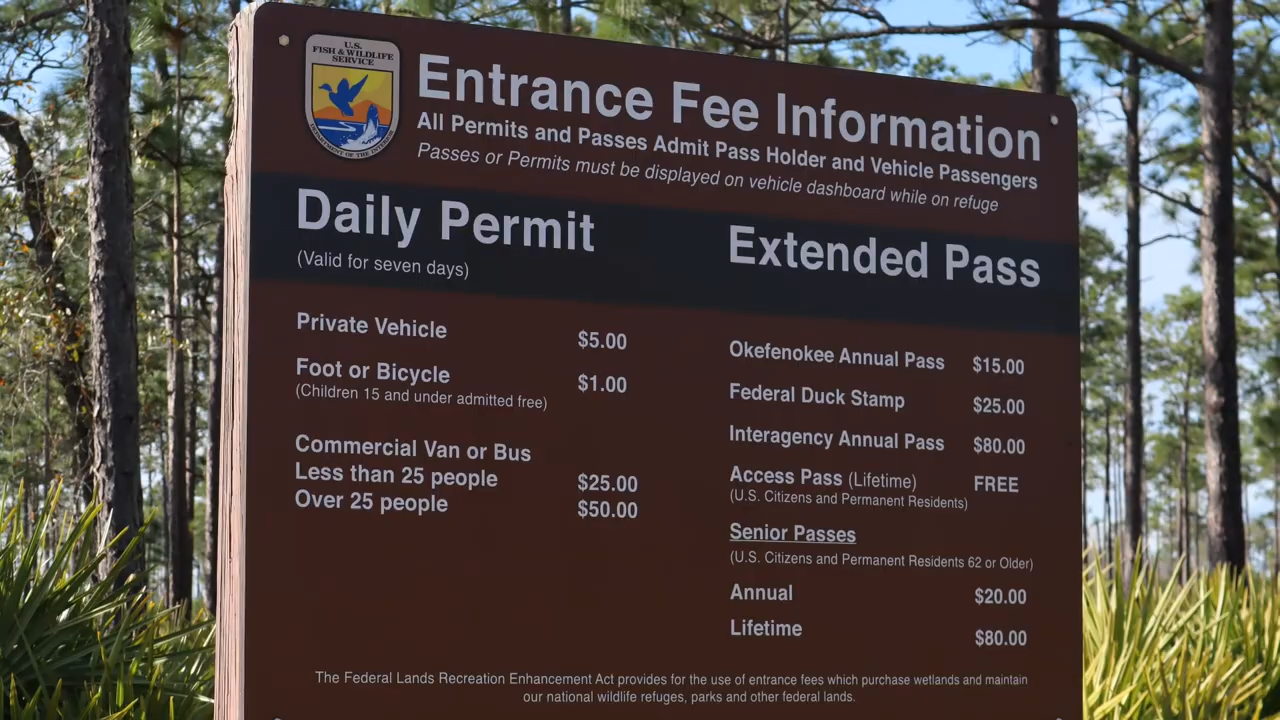 U.S.
FISH & WILDLIFE
SERVICE
DEPARTMENT OF THE INTERIOR
Entrance Fee Information
All Permits and Passes Admit Pass Holder and Vehicle Passengers
Passes or Permits must be displayed on vehicle dashboard while on refuge
Daily Permit
(Valid for seven days)
Private Vehicle $5.00
Foot or Bicycle $1.00
(Children 15 and under admitted free)
Commercial Van or Bus
Less than 25 people $25.00
Over 25 people $50.00
Extended Pass
Okefenokee Annual Pass $15.00
Federal Duck Stamp $25.00
Interagency Annual Pass $80.00
Access Pass (Lifetime) FREE
(U.S. Citizens and Permanent Residents)
Senior Passes
(U.S. Citizens and Permanent Residents 62 or Older)
Annual $20.00
Lifetime $80.00
The Federal Lands Recreation Enhancement Act provides for the use of entrance fees which purchase wetlands and maintain
our national wildlife refuges, parks and other federal lands.